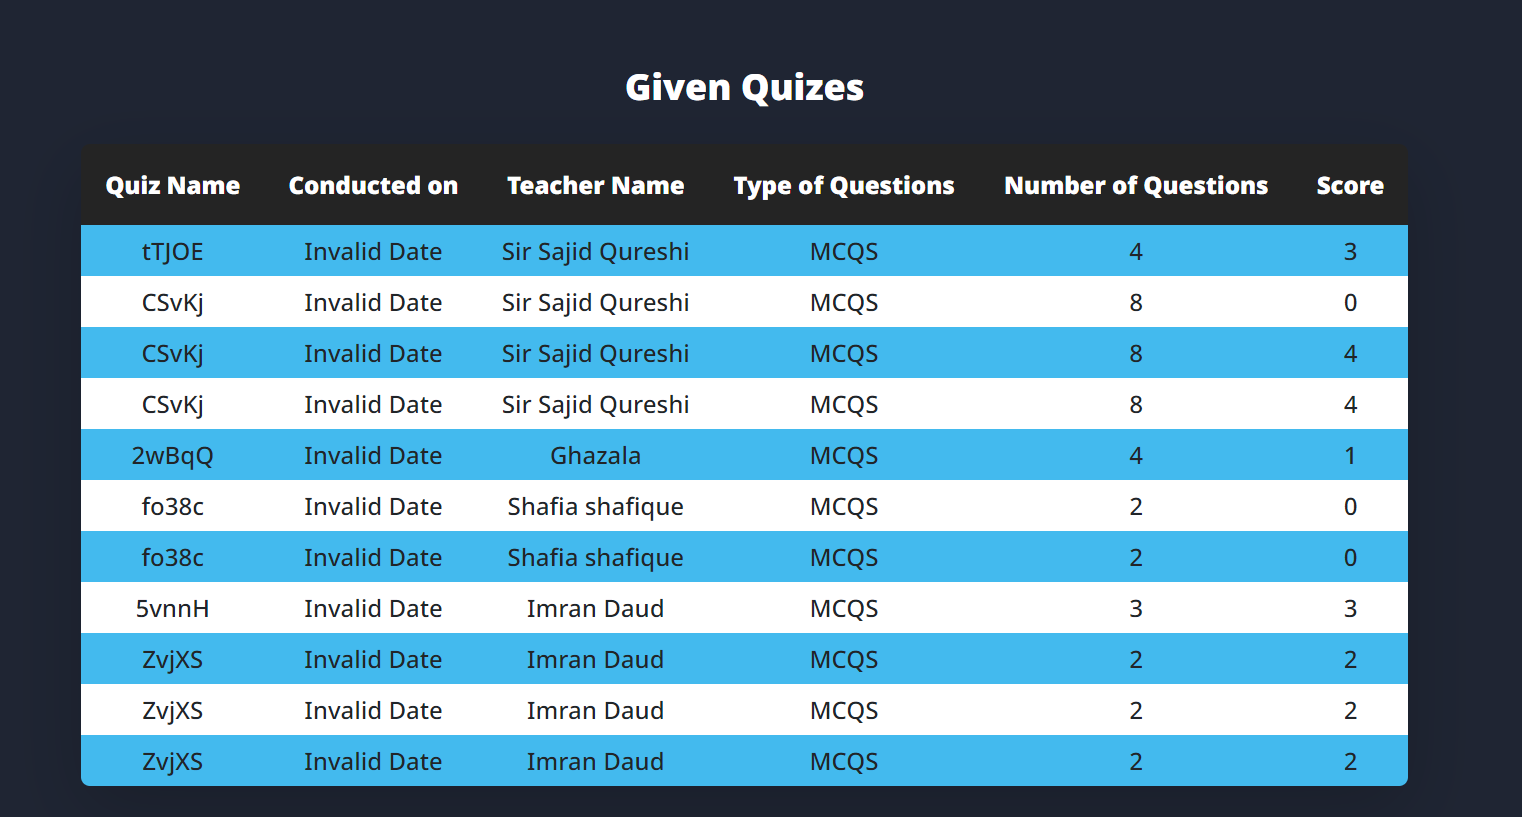 Given Quizes
Quiz Name Conducted on Teacher Name Type of Questions Number of Questions Score
tTJOE Invalid Date Sir Sajid Qureshi MCQS 4 3
CSvKj Invalid Date Sir Sajid Qureshi MCQS 8 0
CSvKj Invalid Date Sir Sajid Qureshi MCQS 8 4
CSvKj Invalid Date Sir Sajid Qureshi MCQS 8 4
2wBqQ Invalid Date Ghazala MCQS 4 1
fo38c Invalid Date Shafia shafique MCQS 2 0
fo38c Invalid Date Shafia shafique MCQS 2 0
5vnnH Invalid Date Imran Daud MCQS 3 3
ZvjXS Invalid Date Imran Daud MCQS 2 2
ZvjXS Invalid Date Imran Daud MCQS 2 2
ZvjXS Invalid Date Imran Daud MCQS 2 2